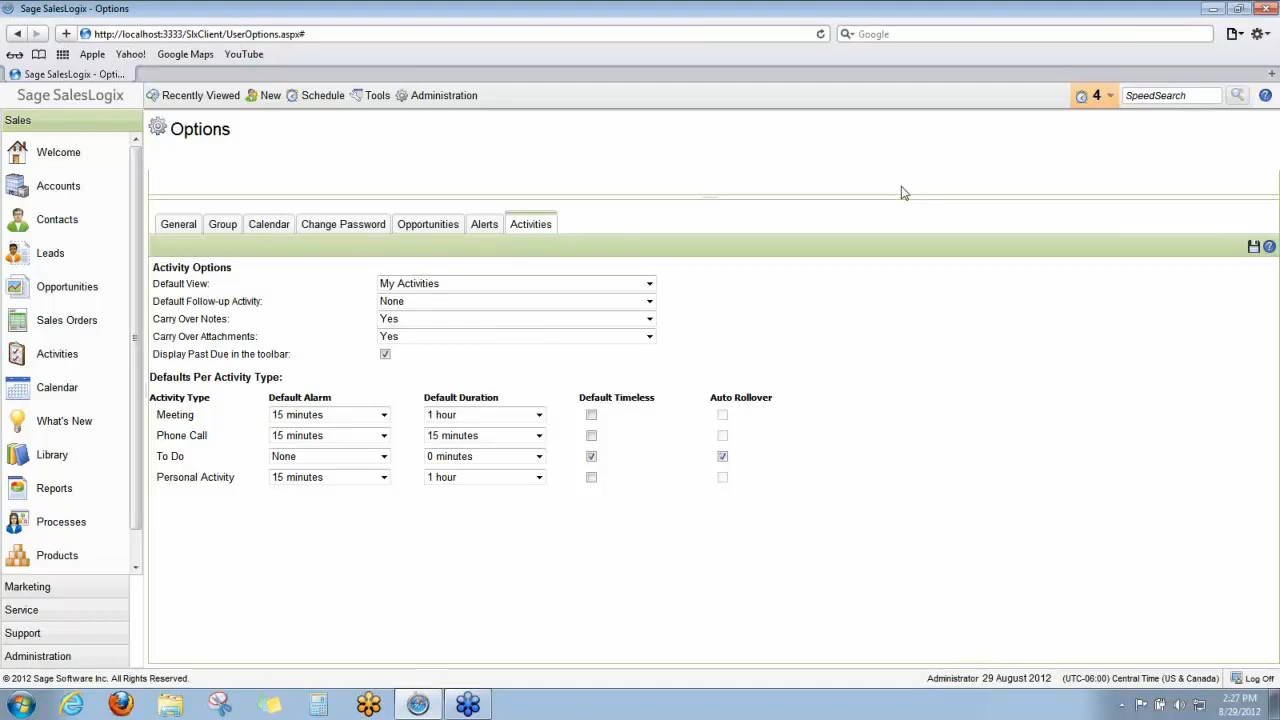 Sage SalesLogix - Options
http://localhost:3333/SlxClient/UserOptions.aspx#
Google
Apple Yahoo! Google Maps YouTube
Sage SalesLogix - Opti...
Sage SalesLogix
Recently Viewed New Schedule Tools Administration
4
SpeedSearch
Sales
Welcome
Accounts
Contacts
Leads
Opportunities
Sales Orders
Activities
Calendar
What's New
Library
Reports
Processes
Products
Marketing
Service
Support
Administration
Options
General Group Calendar Change Password Opportunities Alerts Activities
Activity Options
Default View: My Activities
Default Follow-up Activity: None
Carry Over Notes: Yes
Carry Over Attachments: Yes
Display Past Due in the toolbar:
Defaults Per Activity Type:
Activity Type Default Alarm Default Duration Default Timeless Auto Rollover
Meeting 15 minutes 1 hour
Phone Call 15 minutes 15 minutes
To Do None 0 minutes
Personal Activity 15 minutes 1 hour
© 2012 Sage Software Inc. All Rights Reserved.
Administrator 29 August 2012 (UTC-06:00) Central Time (US & Canada) Log Off
2:27 PM
8/29/2012